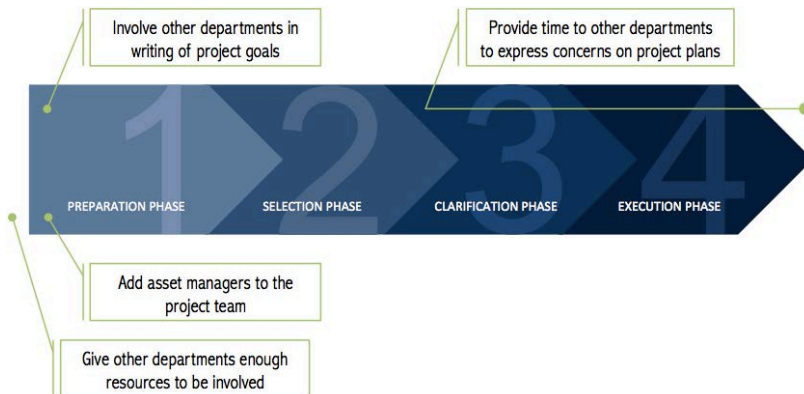 Involve other departments in
writing of project goals
Provide time to other departments
to express concerns on project plans
1
2
3
4
PREPARATION PHASE
SELECTION PHASE
CLARIFICATION PHASE
EXECUTION PHASE
Add asset managers to the
project team
Give other departments enough
resources to be involved